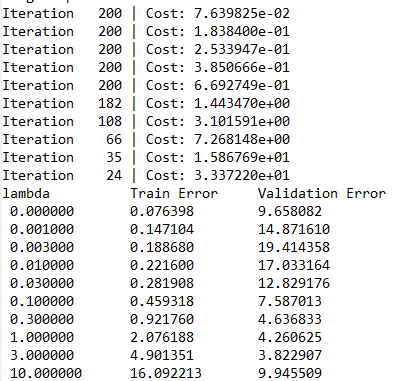 Iteration   200 | Cost: 7.639825e-02
Iteration   200 | Cost: 1.838400e-01
Iteration   200 | Cost: 2.533947e-01
Iteration   200 | Cost: 3.850666e-01
Iteration   200 | Cost: 6.692749e-01
Iteration   182 | Cost: 1.443470e+00
Iteration   108 | Cost: 3.101591e+00
Iteration    66 | Cost: 7.268148e+00
Iteration    35 | Cost: 1.586769e+01
Iteration    24 | Cost: 3.337220e+01
lambda          Train Error     Validation Error
 0.000000       0.076398        9.658082
 0.001000       0.147104        14.871610
 0.003000       0.188680        19.414358
 0.010000       0.221600        17.033164
 0.030000       0.281908        12.829176
 0.100000       0.459318        7.587013
 0.300000       0.921760        4.636833
 1.000000       2.076188        4.260625
 3.000000       4.901351        3.822907
 10.000000      16.092213       9.945509